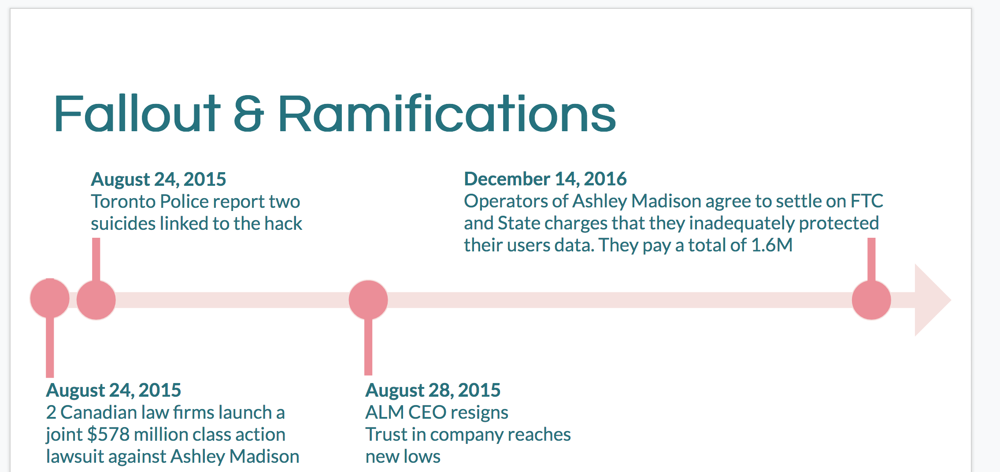 Fallout & Ramifications
August 24, 2015
Toronto Police report two
suicides linked to the hack
December 14, 2016
Operators of Ashley Madison agree to settle on FTC
and State charges that they inadequately protected
their users data. They pay a total of 1.6M
August 24, 2015
2 Canadian law firms launch a
joint $578 million class action
lawsuit against Ashley Madison
August 28, 2015
ALM CEO resigns
Trust in company reaches
new lows